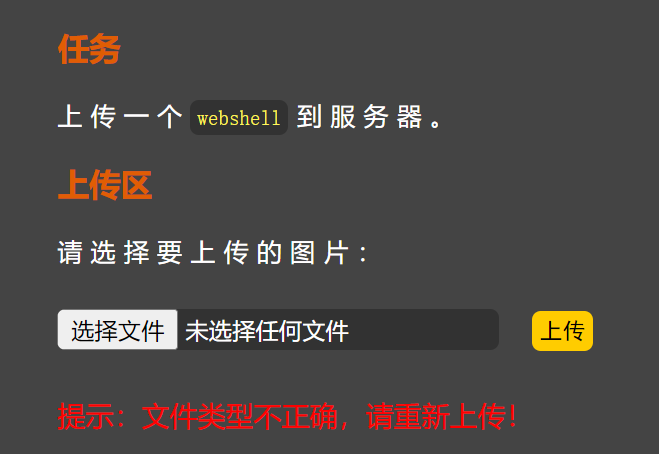 任务
上传一个 webshell 到服务器。
上传区
请选择要上传的图片：
选择文件 未选择任何文件 上传
提示：文件类型不正确，请重新上传！